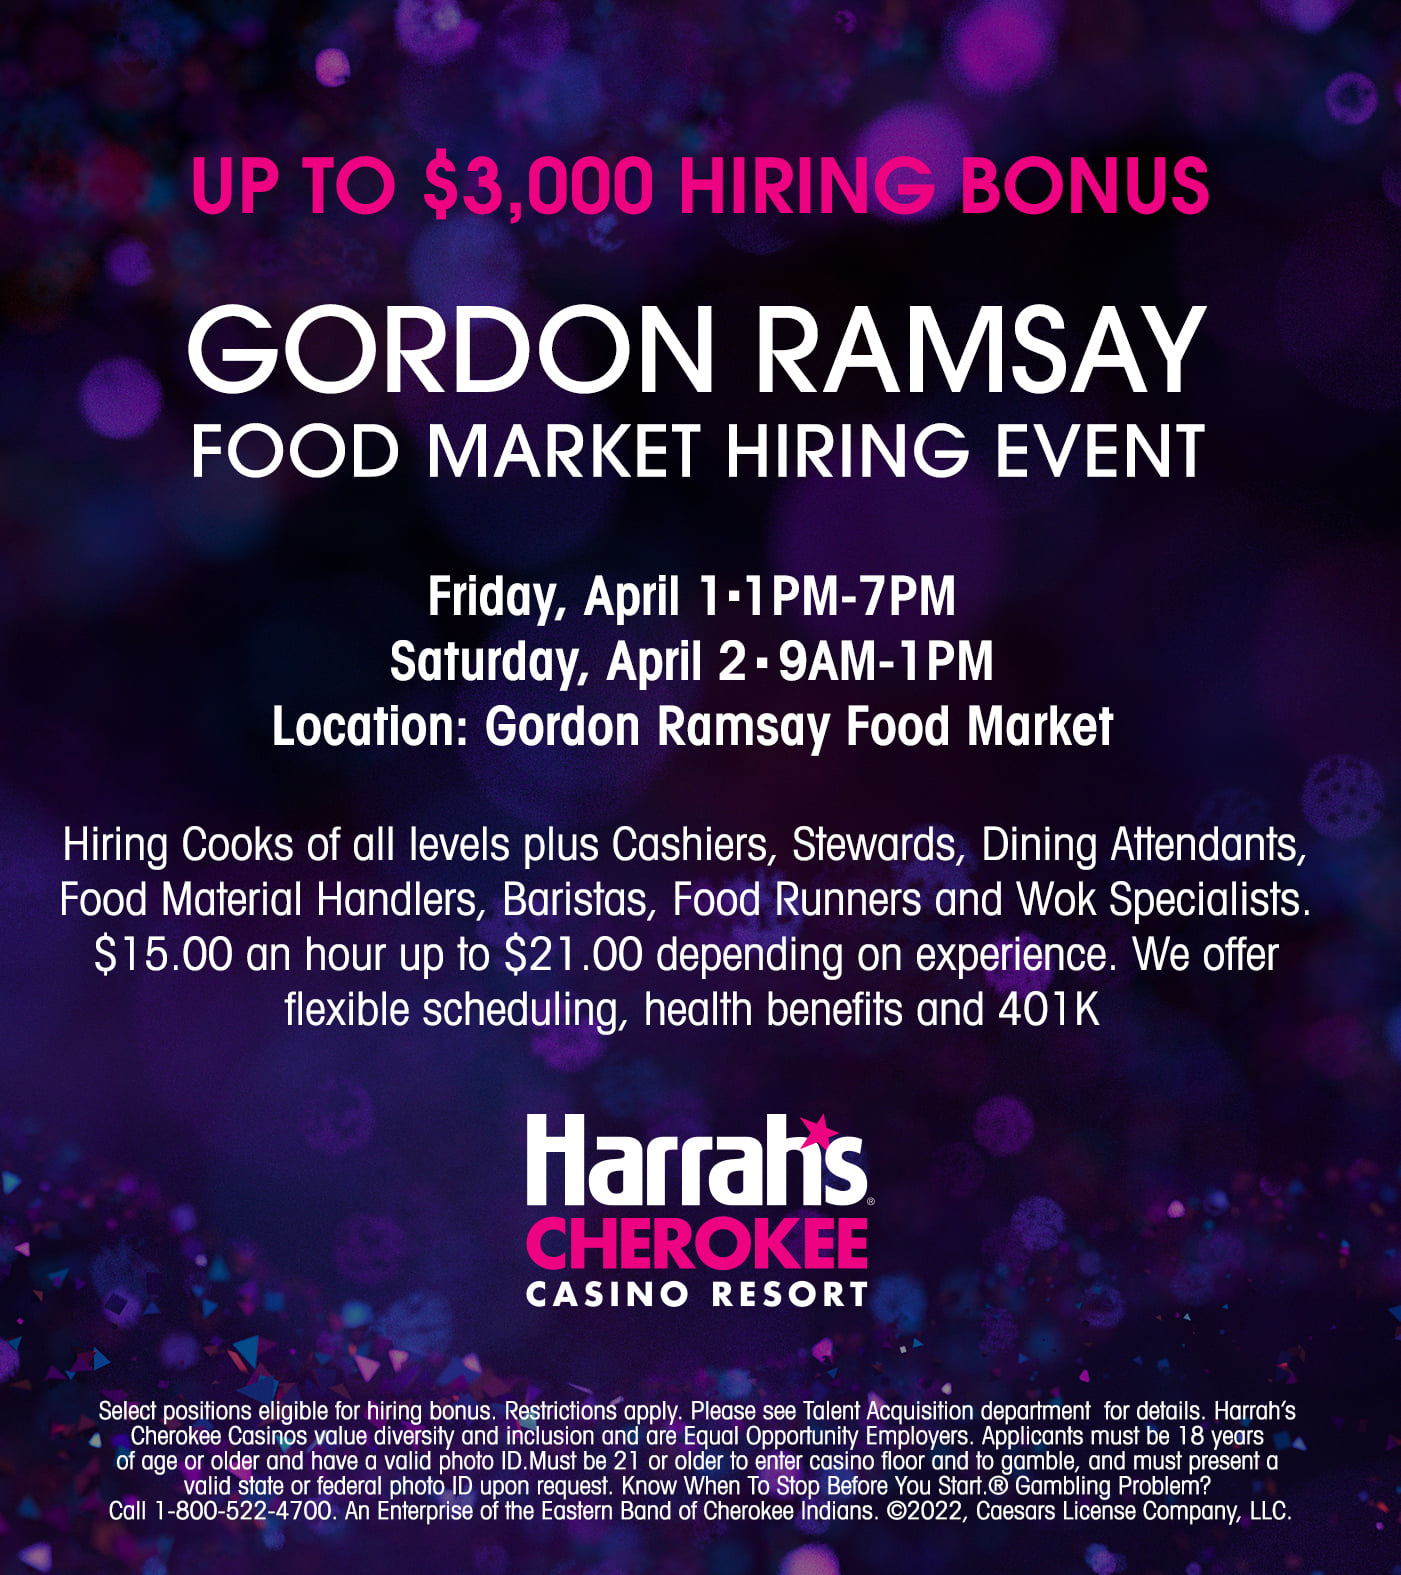 UP TO $3,000 HIRING BONUS
GORDON RAMSAY
FOOD MARKET HIRING EVENT
Friday, April 1▪1PM-7PM
Saturday, April 2▪9AM-1PM
Location: Gordon Ramsay Food Market
Hiring Cooks of all levels plus Cashiers, Stewards, Dining Attendants,
Food Material Handlers, Baristas, Food Runners and Wok Specialists.
$15.00 an hour up to $21.00 depending on experience. We offer
flexible scheduling, health benefits and 401K
Harrah's®
CHEROKEE
CASINO RESORT
Select positions eligible for hiring bonus. Restrictions apply. Please see Talent Acquisition department for details. Harrah's
Cherokee Casinos value diversity and inclusion and are Equal Opportunity Employers. Applicants must be 18 years
of age or older and have a valid photo ID.Must be 21 or older to enter casino floor and to gamble, and must present a
valid state or federal photo ID upon request. Know When To Stop Before You Start.® Gambling Problem?
Call 1-800-522-4700. An Enterprise of the Eastern Band of Cherokee Indians. ©2022, Caesars License Company, LLC.